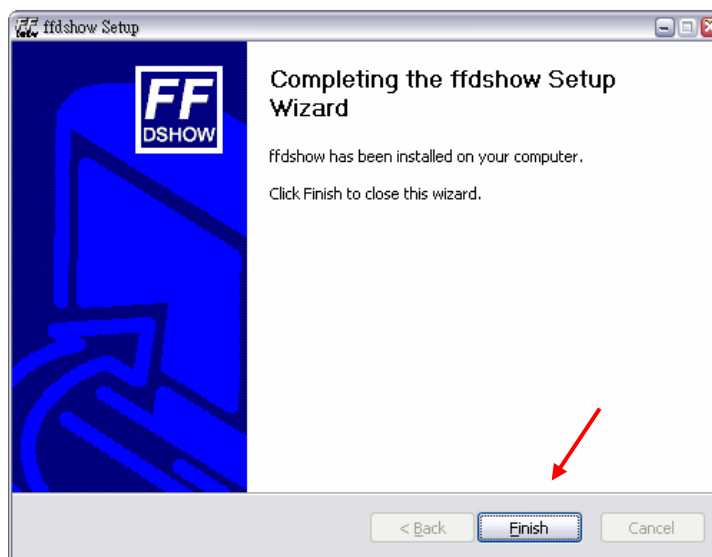 ffdshow Setup
FF
DSHOW
Completing the ffdshow Setup
Wizard
ffdshow has been installed on your computer.
Click Finish to close this wizard.
< Back
Finish
Cancel